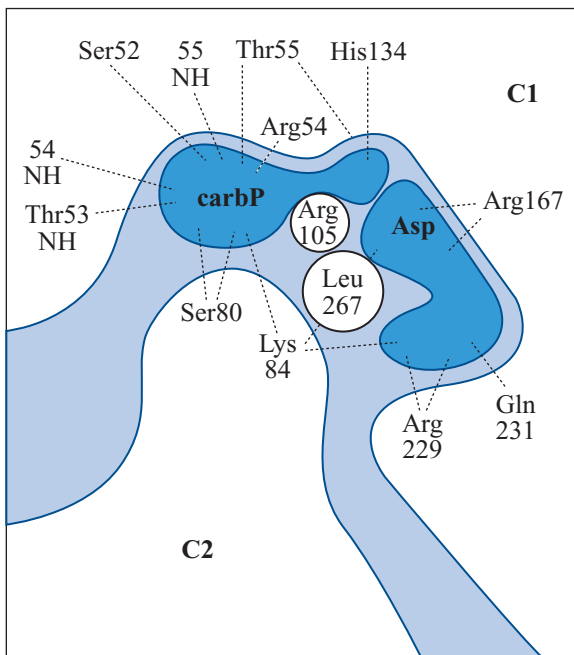 Ser52
55
NH
Thr55
His134
C1
Arg54
54
NH
carbP
Thr53
NH
Arg
105
Asp
Arg167
Leu
267
Ser80
Lys
84
Gln
231
Arg
229
C2